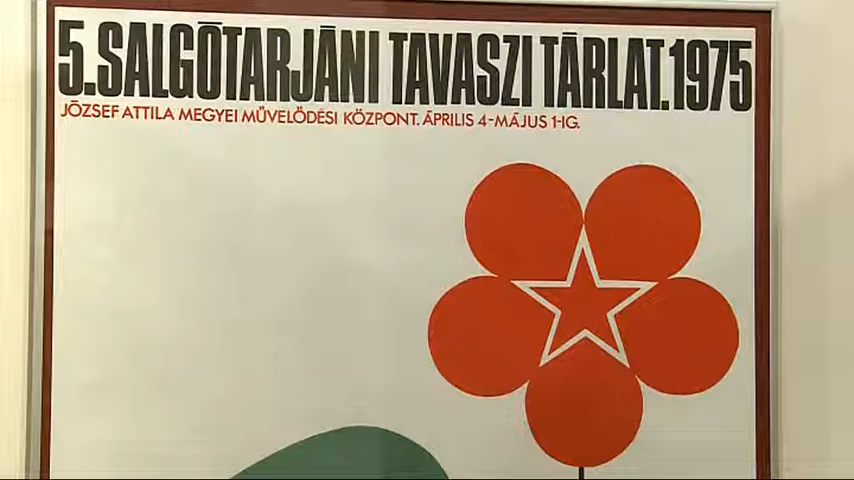 5.SALGÓTARJÁNI TAVASZI TÁRLAT.1975
JÓZSEF ATTILA MEGYEI MŰVELŐDÉSI KÖZPONT. ÁPRILIS 4-MÁJUS 1-IG.